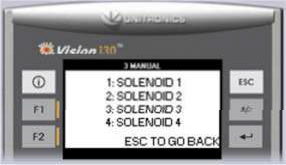 UNITRONICS
Vision130™
3 MANUAL
1: SOLENOID 1
2: SOLENOID 2
3: SOLENOID 3
4: SOLENOID 4
ESC TO GO BACK
ESC
F1
+/-
F2